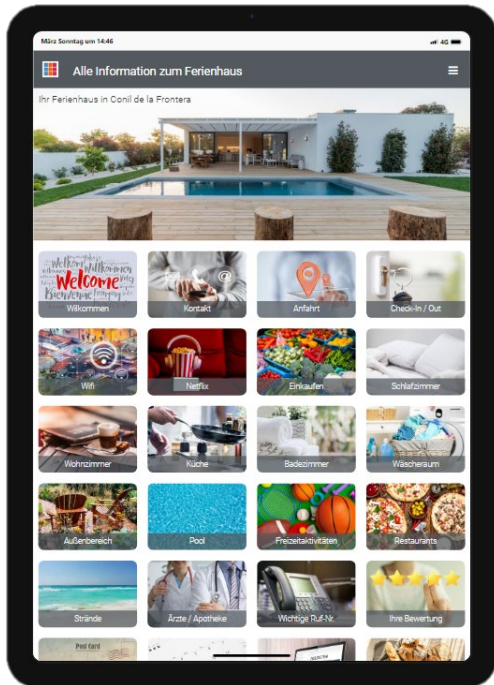 März Sonntag um 14:46
4G
Alle Information zum Ferienhaus
Ihr Ferienhaus in Conil de la Frontera
Welcome
Willkommen
Bienvenue
Wilkommen
@
Kontakt
Anfahrt
Check-In / Out
Wifi
Netflix
Einkaufen
Schlafzimmer
Wohnzimmer
Küche
Badezimmer
Wäscheraum
Außenbereich
Pool
Freizeitaktivitäten
Restaurants
Strände
Ärzte / Apotheke
Wichtige Ruf-Nr.
Ihre Bewertung
Post Card